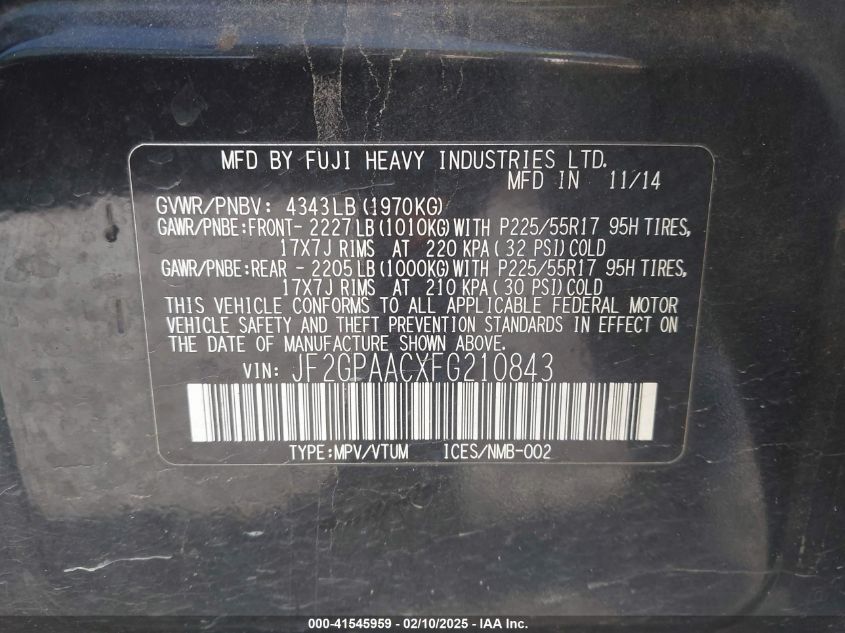 MFD BY FUJI HEAVY INDUSTRIES LTD.
MFD IN 11/14
GVWR/PNBV: 4343LB (1970KG)
GAWR/PNBE:FRONT- 2227LB (1010KG) WITH P225/55R17 95H TIRES,
17X7J RIMS AT 220 KPA ( 32 PSI) COLD
GAWR/PNBE:REAR - 2205LB (1000KG) WITH P225/55R17 95H TIRES,
17X7J RIMS AT 210 KPA ( 30 PSI) COLD
THIS VEHICLE CONFORMS TO ALL APPLICABLE FEDERAL MOTOR
VEHICLE SAFETY AND THEFT PREVENTION STANDARDS IN EFFECT ON
THE DATE OF MANUFACTURE SHOWN ABOVE.
VIN: JF2GPAACXFG210843
TYPE:MPV/VTUM ICES/NMB-002
000-41545959 - 02/10/2025 - IAA Inc.